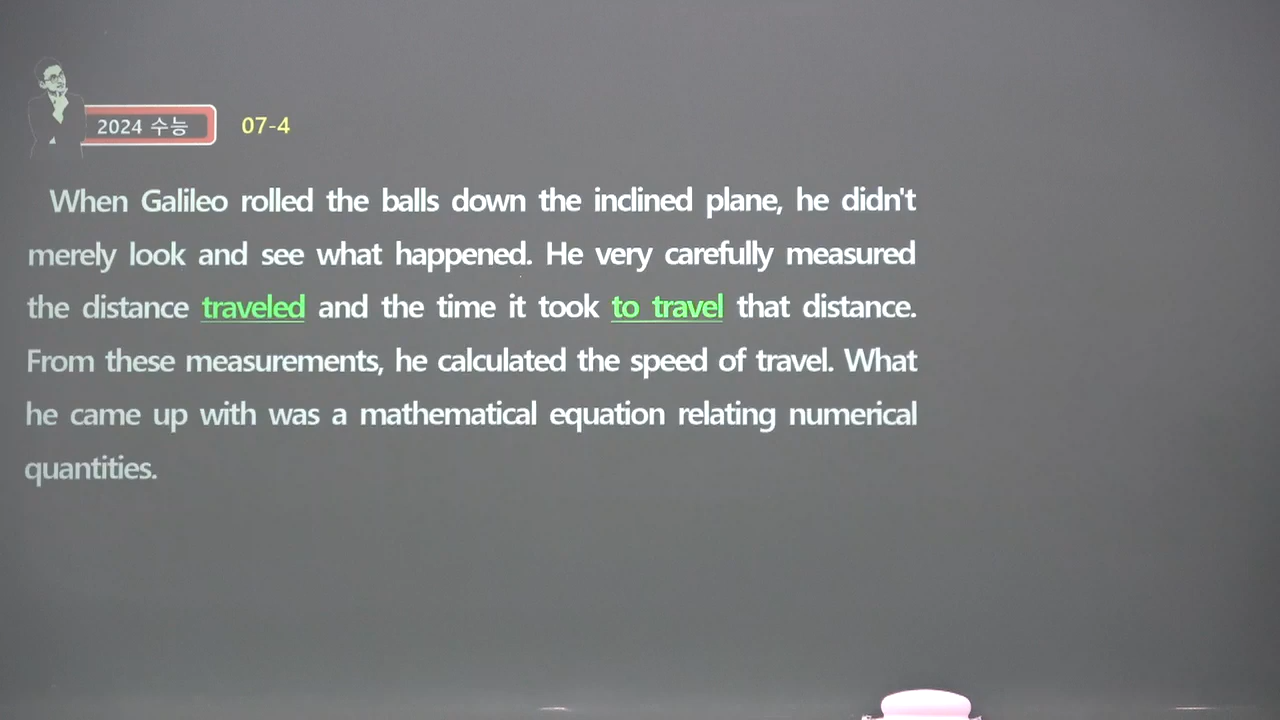 2024 수능 07-4
When Galileo rolled the balls down the inclined plane, he didn't
merely look and see what happened. He very carefully measured
the distance traveled and the time it took to travel that distance.
From these measurements, he calculated the speed of travel. What
he came up with was a mathematical equation relating numerical
quantities.